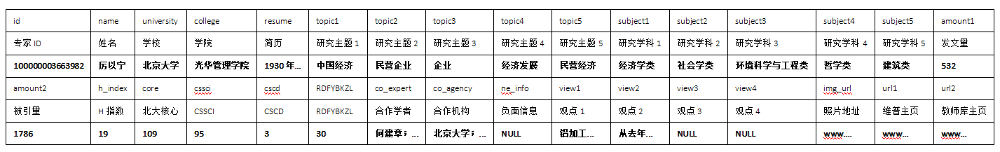 id name university college resume topic1 topic2 topic3 topic4 topic5 subject1 subject2 subject3 subject4 subject5 amount1
专家 ID 姓名 学校 学院 简历 研究主题 1 研究主题 2 研究主题 3 研究主题 4 研究主题 5 研究学科 1 研究学科 2 研究学科 3 研究学科 4 研究学科 5 发文量
100000003663982 厉以宁 北京大学 光华管理学院 1930 年... 中国经济 民营企业 企业 经济发展 民营经济 经济学类 社会学类 环境科学与工程类 哲学类 建筑类 532
amount2 h_index core cssci cscd RDFYBKZL co_expert co_agency ne_info view1 view2 view3 view4 img_url url1 url2
被引量 H 指数 北大核心 CSSCI CSCD RDFYBKZL 合作学者 合作机构 负面信息 观点 1 观点 2 观点 3 观点 4 照片地址 维普主页 教师库主页
1786 19 109 95 3 30 何建章；... 北京大学；... NULL 铝加工... 从去年... NULL NULL www.... www... www...